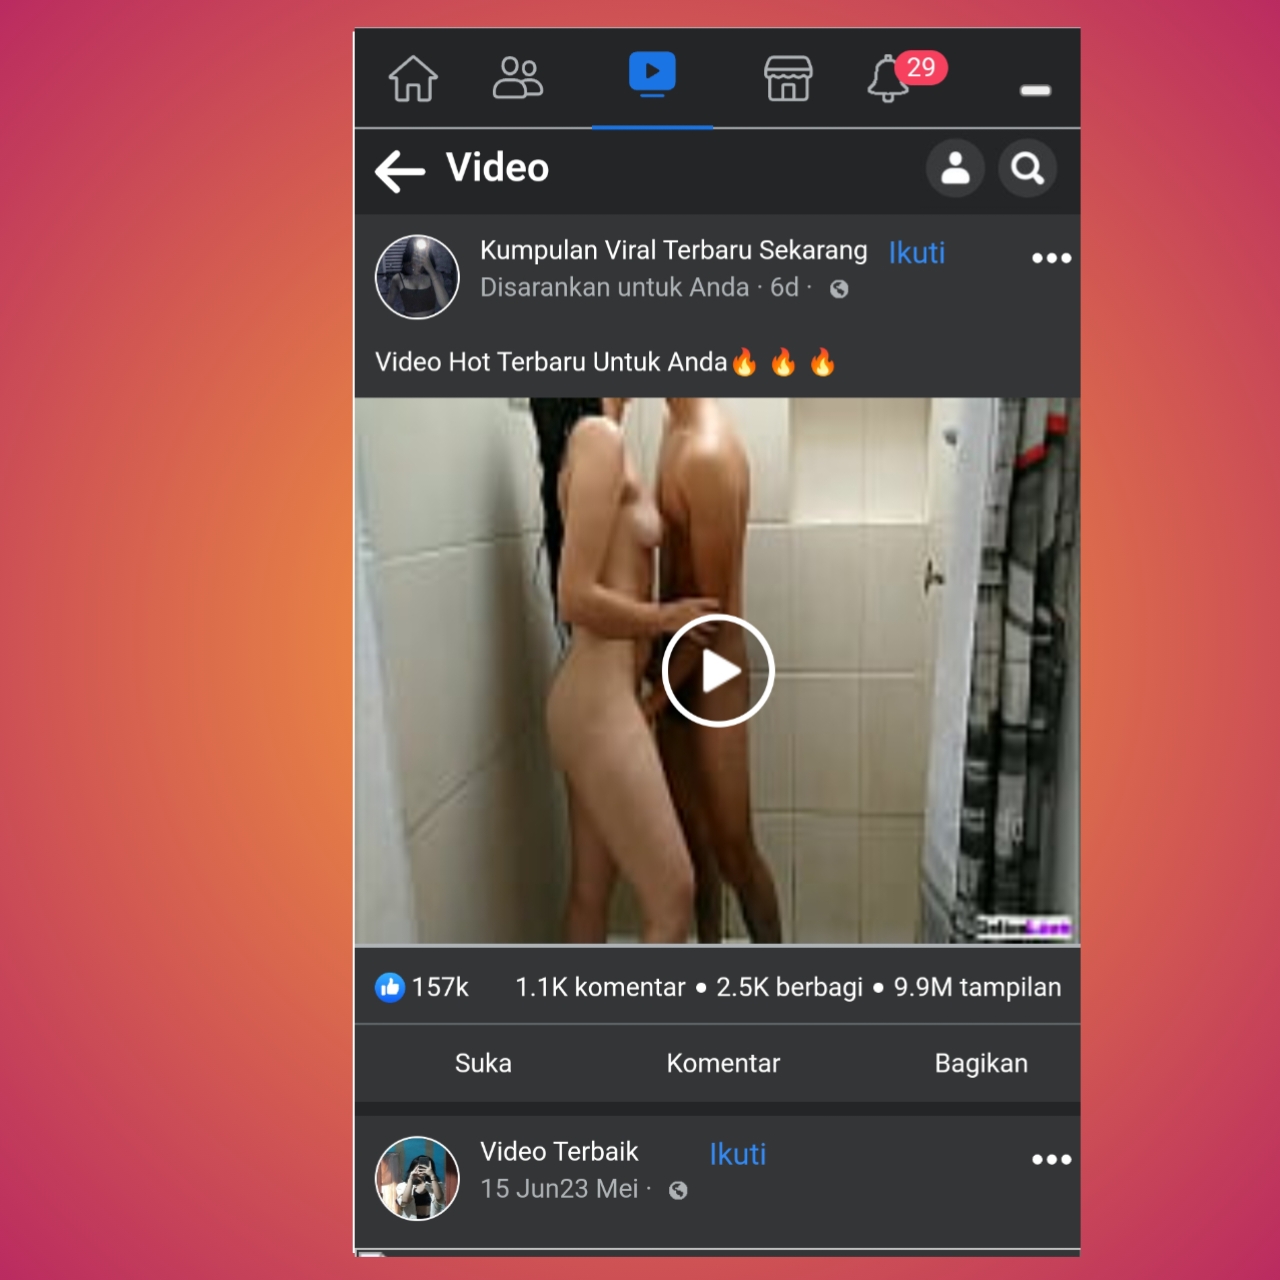 29
Video
Kumpulan Viral Terbaru Sekarang Ikuti
Disarankan untuk Anda · 6d ·
Video Hot Terbaru Untuk Anda🔥 🔥 🔥
157k 1.1K komentar • 2.5K berbagi • 9.9M tampilan
Suka Komentar Bagikan
Video Terbaik Ikuti
15 Jun23 Mei ·